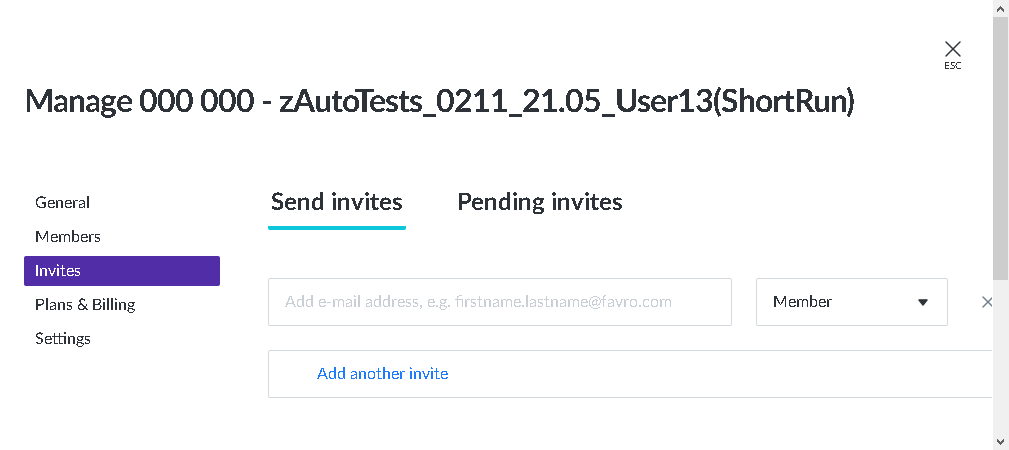 ESC
Manage 000 000 - zAutoTests_0211_21.05_User13(ShortRun)
General
Members
Invites
Plans & Billing
Settings
Send invites
Pending invites
Add e-mail address, e.g. firstname.lastname@favro.com
Member
Add another invite